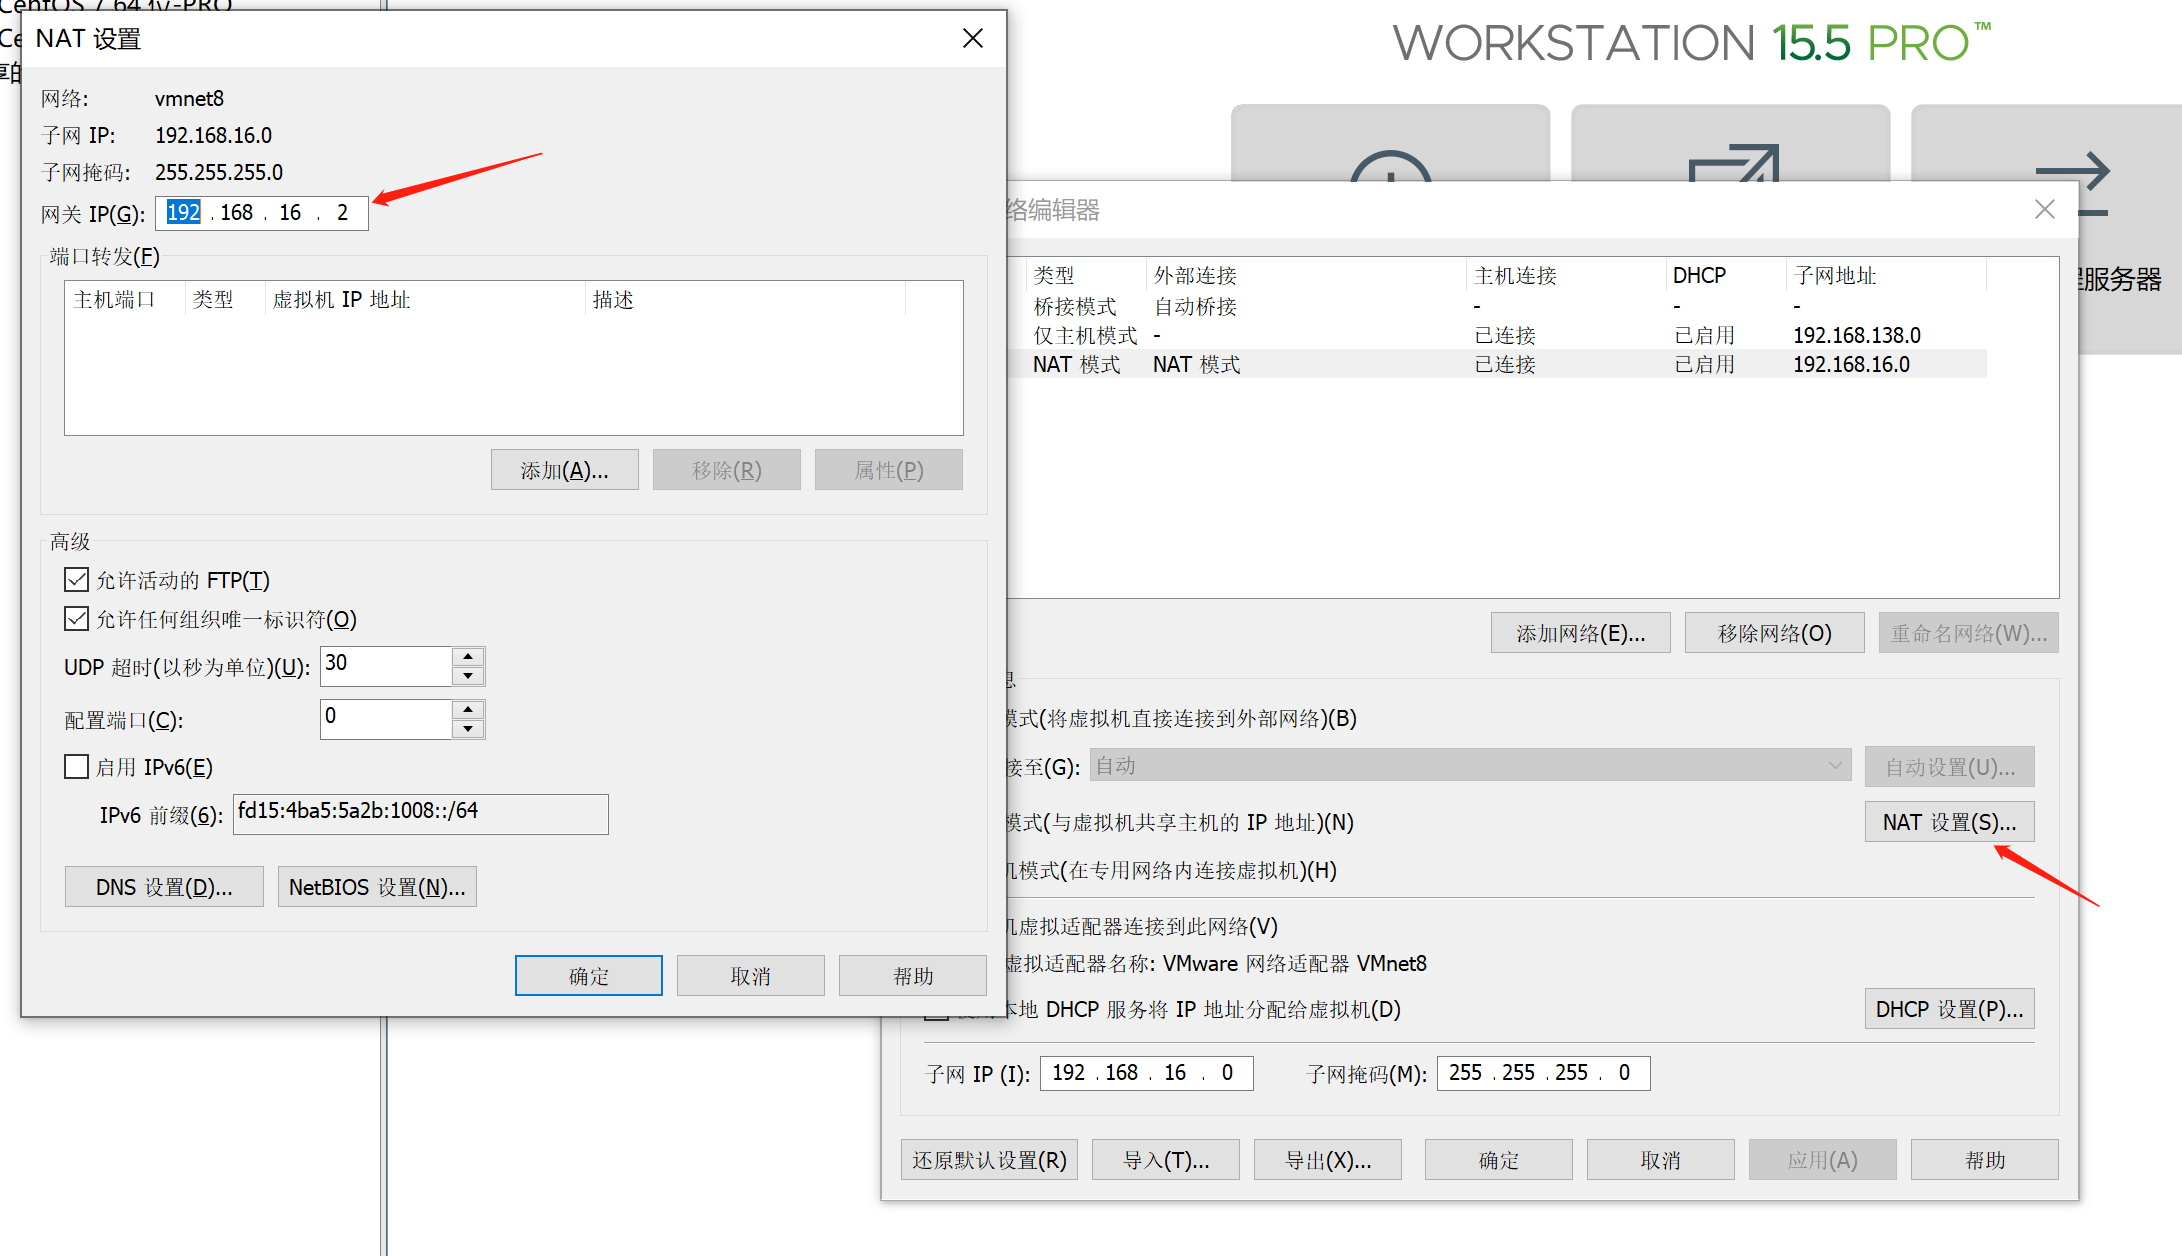 CentOS 7 64 位-PRO
NAT 设置
网络: vmnet8
子网 IP: 192.168.16.0
子网掩码: 255.255.255.0
网关 IP(G): 192 . 168 . 16 . 2
端口转发(F)
主机端口 类型 虚拟机 IP 地址 描述
添加(A)... 移除(R) 属性(P)
高级
允许活动的 FTP(T)
允许任何组织唯一标识符(O)
UDP 超时(以秒为单位)(U): 30
配置端口(C): 0
启用 IPv6(E)
IPv6 前缀(6): fd15:4ba5:5a2b:1008::/64
DNS 设置(D)... NetBIOS 设置(N)...
确定 取消 帮助
WORKSTATION 15.5 PRO™
程服务器
络编辑器
类型 外部连接 主机连接 DHCP 子网地址
桥接模式 自动桥接 - - -
仅主机模式 - 已连接 已启用 192.168.138.0
NAT 模式 NAT 模式 已连接 已启用 192.168.16.0
添加网络(E)... 移除网络(O) 重命名网络(W)...
息
模式(将虚拟机直接连接到外部网络)(B)
接至(G): 自动 自动设置(U)...
模式(与虚拟机共享主机的 IP 地址)(N) NAT 设置(S)...
机模式(在专用网络内连接虚拟机)(H)
机虚拟适配器连接到此网络(V)
虚拟适配器名称: VMware 网络适配器 VMnet8
使用本地 DHCP 服务将 IP 地址分配给虚拟机(D) DHCP 设置(P)...
子网 IP (I): 192 . 168 . 16 . 0 子网掩码(M): 255 . 255 . 255 . 0
还原默认设置(R) 导入(T)... 导出(X)... 确定 取消 应用(A) 帮助